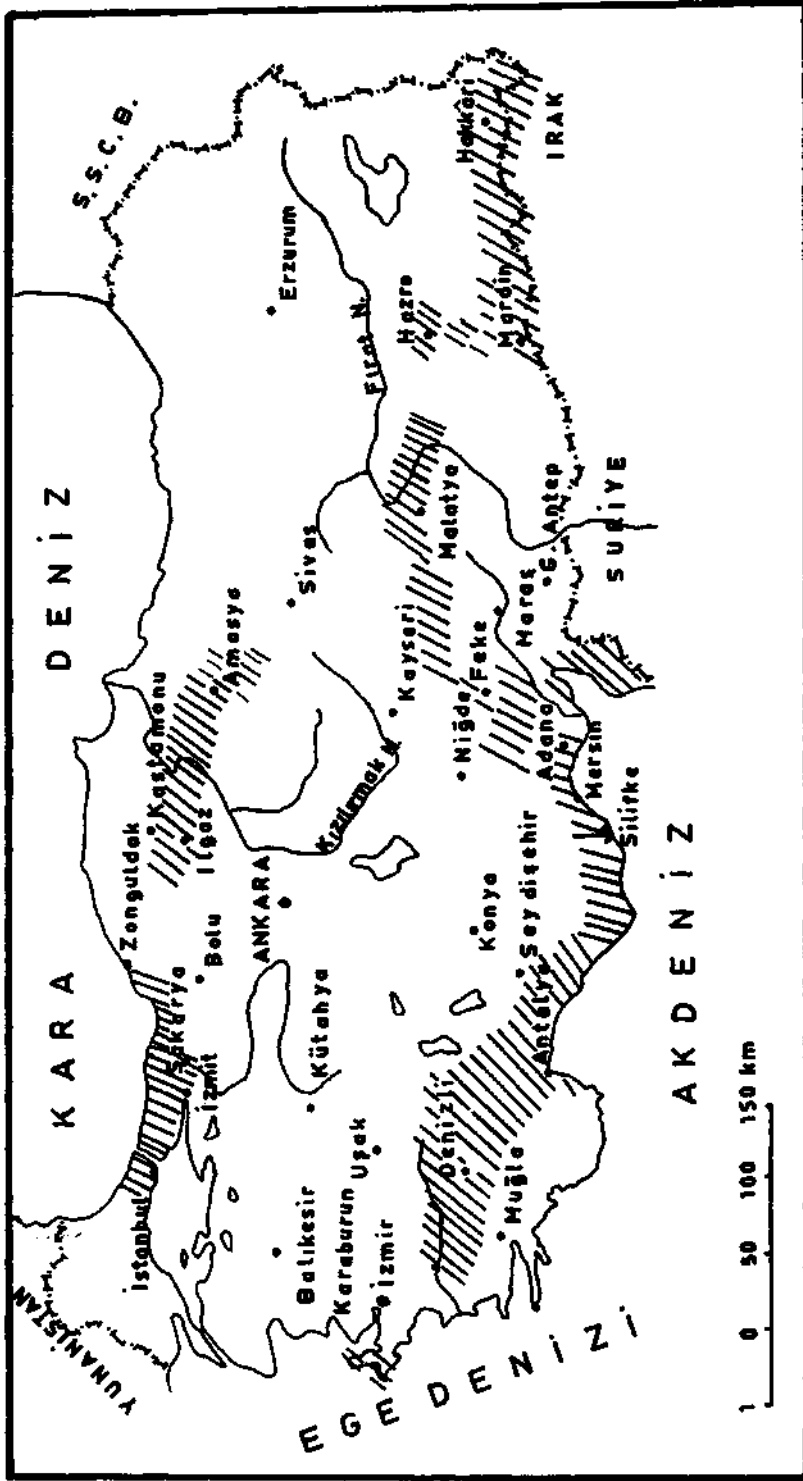 KARA DENİZ
S.S.C.B.
YUNANİSTAN
İstanbul
Sakarya
İzmit
Zonguldak
Kastamonu
Ilgaz
Bolu
Amasya
ANKARA
Sivas
Erzurum
Kütahya
Balıkesir
Karaburun
Uşak
İzmir
Kızılırmak N.
Kayseri
Fırat N.
Malatya
Hazro
Mardin
Hakkâri
IRAK
Niğde
Feke
Maraş
G. Antep
SURİYE
Adana
Mersin
Silifke
Konya
Seydişehir
Antalya
Denizli
Muğla
EGE DENİZİ
AKDENİZ
1 0 50 100 150 km